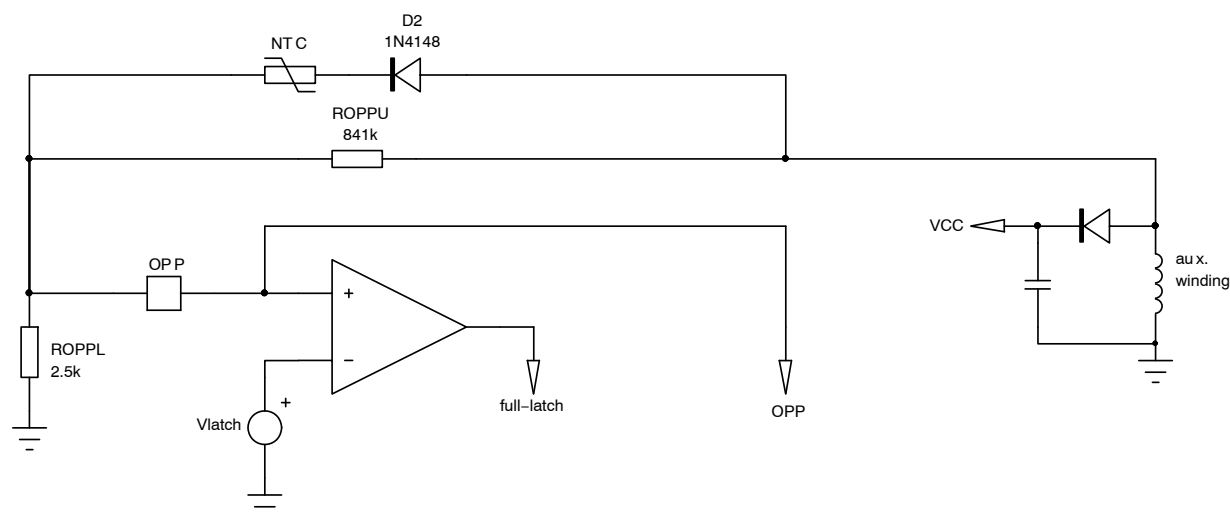 D2
1N4148
NTC
ROPPU
841k
VCC
aux.
winding
OPP
+
−
ROPPL
2.5k
full−latch
OPP
+
Vlatch